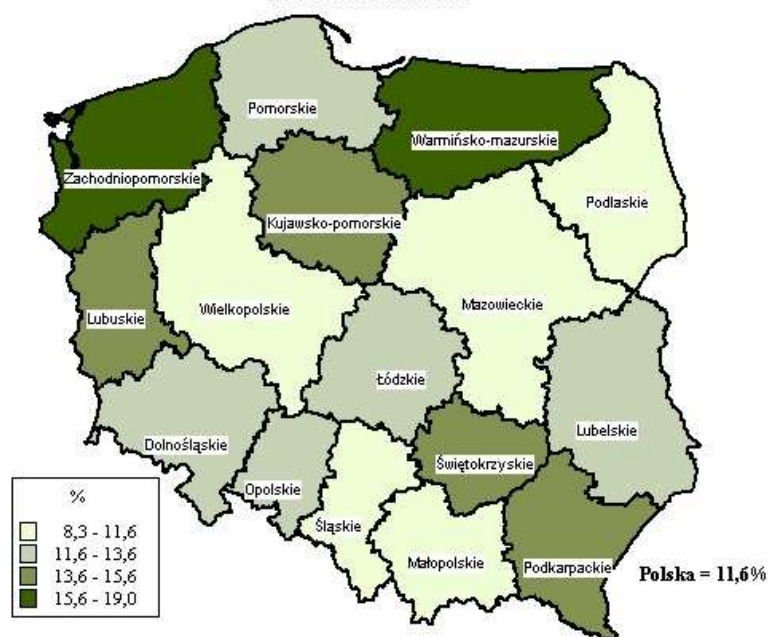 Pomorskie
Warmińsko-mazurskie
Zachodniopomorskie
Podlaskie
Kujawsko-pomorskie
Mazowieckie
Wielkopolskie
Lubuskie
Łódzkie
Lubelskie
Dolnośląskie
Świętokrzyskie
Opolskie
Śląskie
Małopolskie
Podkarpackie
%
8,3 - 11,6
11,6 - 13,6
13,6 - 15,6
15,6 - 19,0
Polska = 11,6%